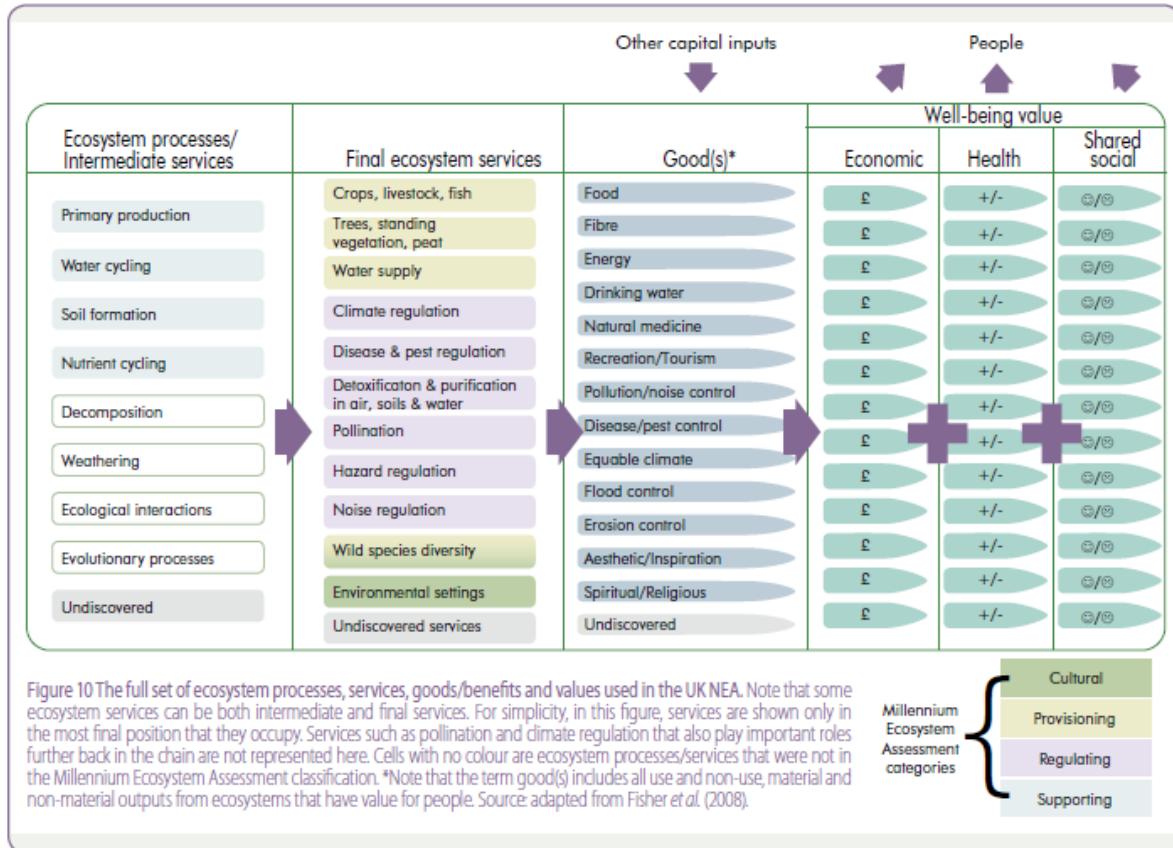 Other capital inputs
People
Well-being value
Ecosystem processes/
Intermediate services
Final ecosystem services
Good(s)*
Economic
Health
Shared
social
Primary production
Water cycling
Soil formation
Nutrient cycling
Decomposition
Weathering
Ecological interactions
Evolutionary processes
Undiscovered
Crops, livestock, fish
Trees, standing
vegetation, peat
Water supply
Climate regulation
Disease & pest regulation
Detoxificaton & purification
in air, soils & water
Pollination
Hazard regulation
Noise regulation
Wild species diversity
Environmental settings
Undiscovered services
Food
Fibre
Energy
Drinking water
Natural medicine
Recreation/Tourism
Pollution/noise control
Disease/pest control
Equable climate
Flood control
Erosion control
Aesthetic/Inspiration
Spiritual/Religious
Undiscovered
£ +/- ☺/☹
£ +/- ☺/☹
£ +/- ☺/☹
£ +/- ☺/☹
£ +/- ☺/☹
£ +/- ☺/☹
£ +/- ☺/☹
£ +/- ☺/☹
£ +/- ☺/☹
£ +/- ☺/☹
£ +/- ☺/☹
£ +/- ☺/☹
£ +/- ☺/☹
Figure 10 The full set of ecosystem processes, services, goods/benefits and values used in the UK NEA. Note that some
ecosystem services can be both intermediate and final services. For simplicity, in this figure, services are shown only in
the most final position that they occupy. Services such as pollination and climate regulation that also play important roles
further back in the chain are not represented here. Cells with no colour are ecosystem processes/services that were not in
the Millennium Ecosystem Assessment classification. *Note that the term good(s) includes all use and non-use, material and
non-material outputs from ecosystems that have value for people. Source: adapted from Fisher et al. (2008).
Millennium
Ecosystem
Assessment
categories
Cultural
Provisioning
Regulating
Supporting